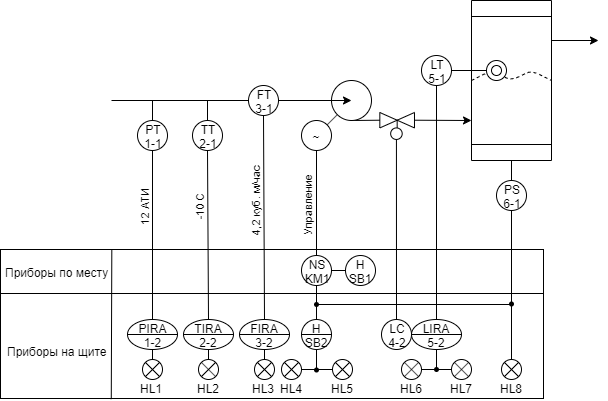 LT
5-1
FT
3-1
PT
1-1
TT
2-1
~
PS
6-1
12 АТИ
-10 С
4,2 куб. м/час
Управление
Приборы по месту
NS
KM1
H
SB1
Приборы на щите
PIRA
1-2
TIRA
2-2
FIRA
3-2
H
SB2
LC
4-2
LIRA
5-2
HL1
HL2
HL3
HL4
HL5
HL6
HL7
HL8